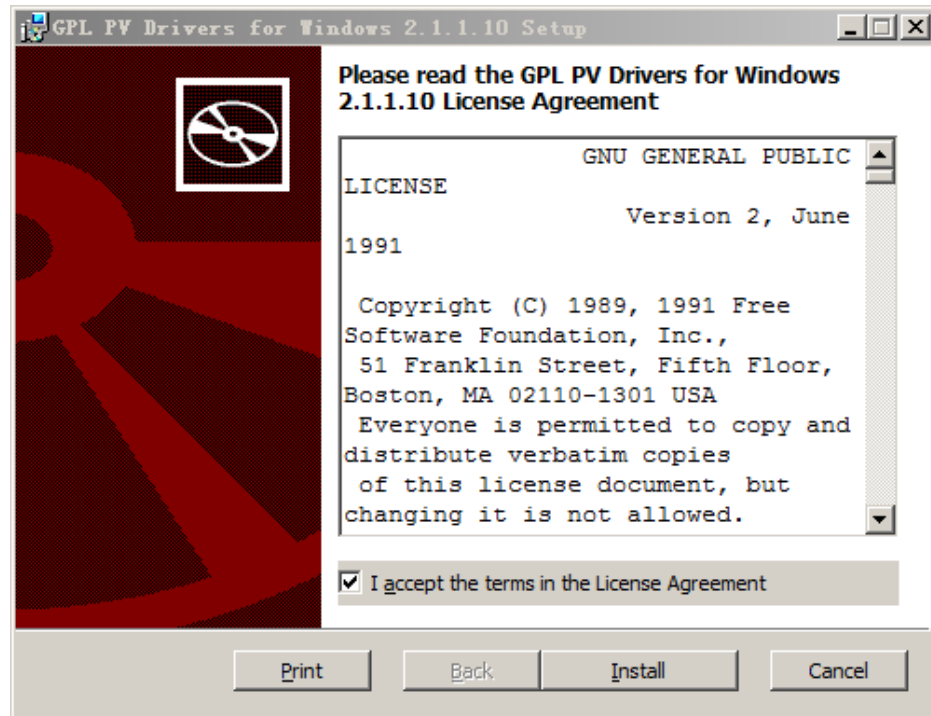 GPL PV Drivers for Windows 2.1.1.10 Setup
Please read the GPL PV Drivers for Windows
2.1.1.10 License Agreement
GNU GENERAL PUBLIC
LICENSE
Version 2, June
1991
Copyright (C) 1989, 1991 Free
Software Foundation, Inc.,
51 Franklin Street, Fifth Floor,
Boston, MA 02110-1301 USA
Everyone is permitted to copy and
distribute verbatim copies
of this license document, but
changing it is not allowed.
I accept the terms in the License Agreement
Print Back Install Cancel